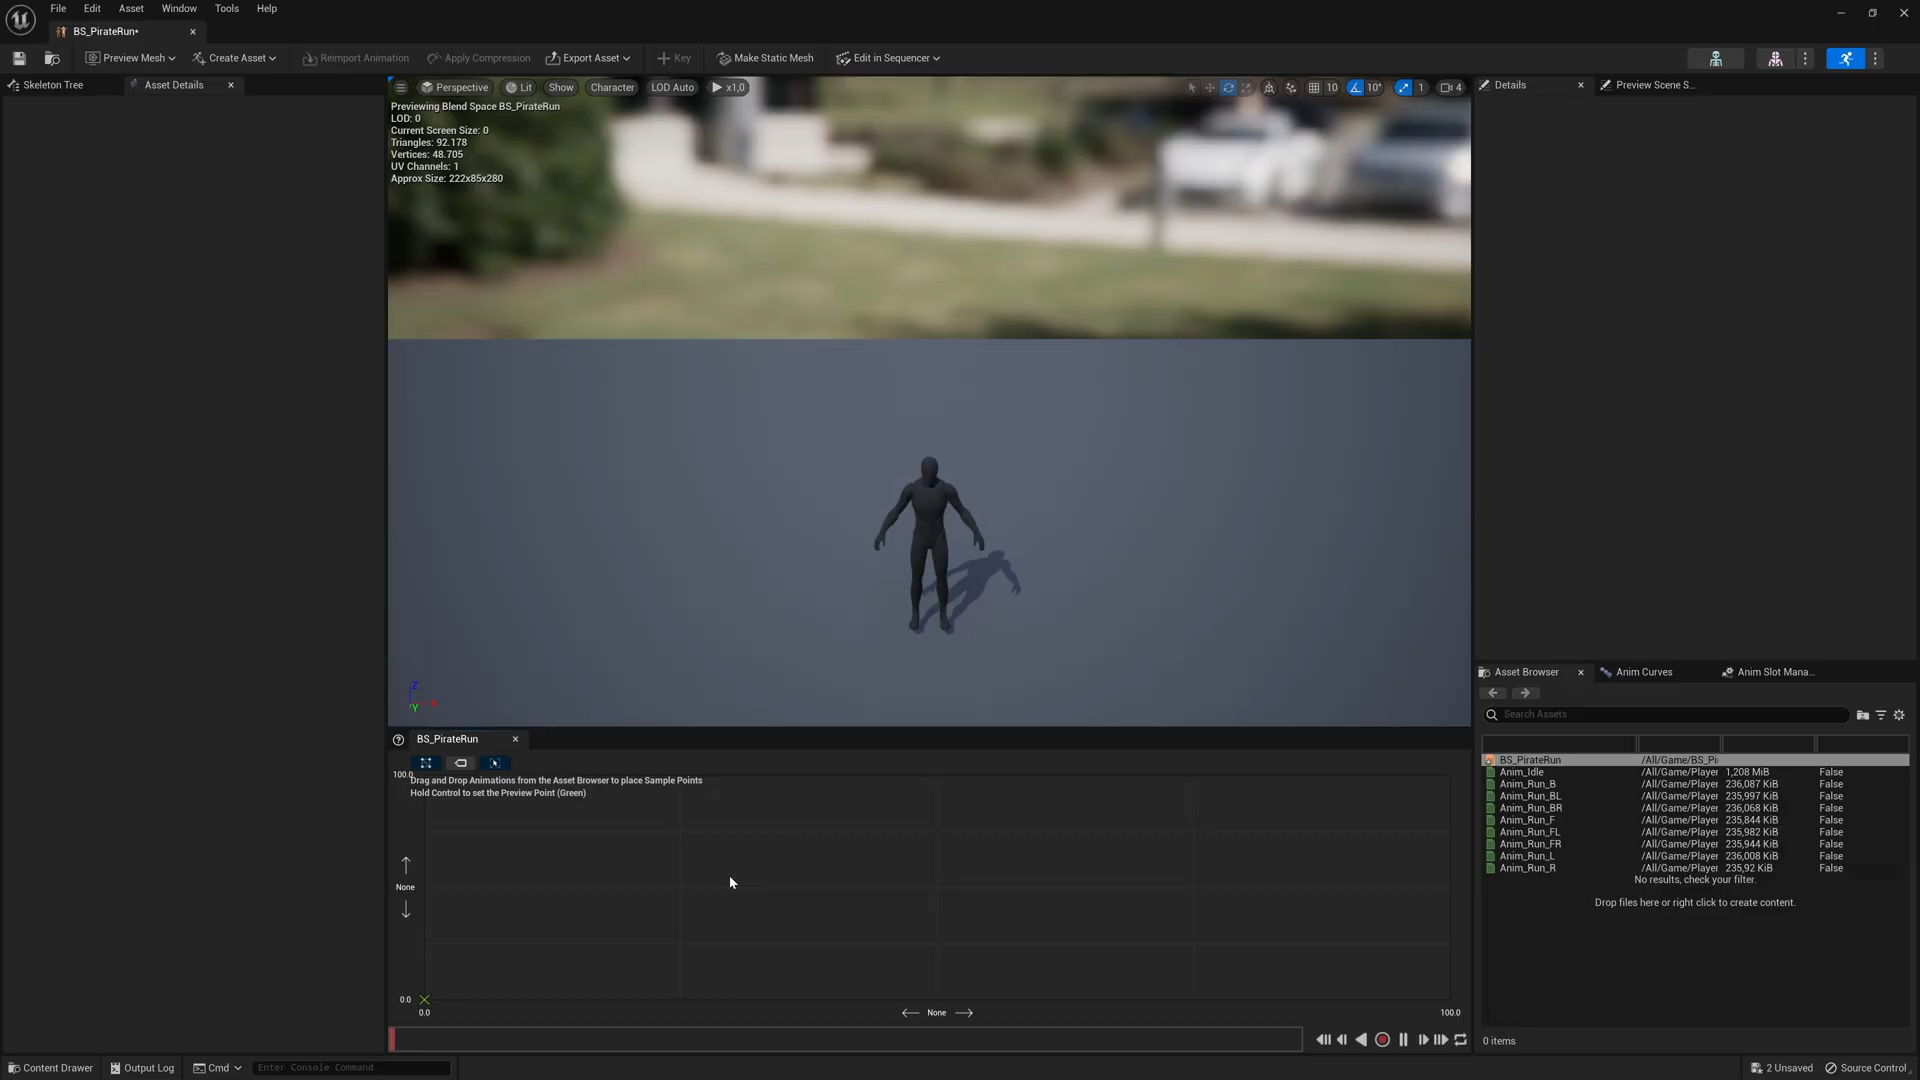 File Edit Asset Window Tools Help
BS_PirateRun*
Preview Mesh Create Asset Reimport Animation Apply Compression Export Asset Key Make Static Mesh Edit in Sequencer
Skeleton Tree Asset Details
Perspective Lit Show Character LOD Auto x1,0 10 10° 1 4
Previewing Blend Space BS_PirateRun
LOD: 0
Current Screen Size: 0
Triangles: 92.178
Vertices: 48.705
UV Channels: 1
Approx Size: 222x85x280
Z
Y
Details Preview Scene S...
BS_PirateRun
100.0
Drag and Drop Animations from the Asset Browser to place Sample Points
Hold Control to set the Preview Point (Green)
None
0.0
0.0 None 100.0
Asset Browser Anim Curves Anim Slot Mana...
Search Assets
BS_PirateRun /All/Game/BS_Pi
Anim_Idle /All/Game/Player 1,208 MiB False
Anim_Run_B /All/Game/Player 236,087 KiB False
Anim_Run_BL /All/Game/Player 235,997 KiB False
Anim_Run_BR /All/Game/Player 236,068 KiB False
Anim_Run_F /All/Game/Player 235,844 KiB False
Anim_Run_FL /All/Game/Player 235,982 KiB False
Anim_Run_FR /All/Game/Player 235,944 KiB False
Anim_Run_L /All/Game/Player 236,008 KiB False
Anim_Run_R /All/Game/Player 235,92 KiB False
No results, check your filter.
Drop files here or right click to create content.
0 items
Content Drawer Output Log Cmd Enter Console Command 2 Unsaved Source Control